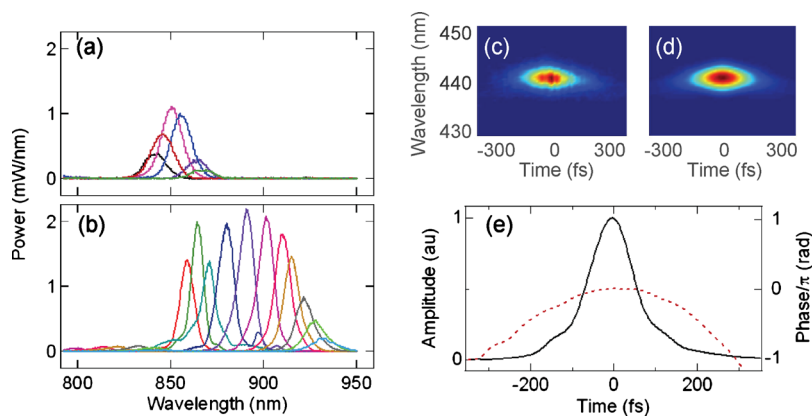 (a)
2
1
0
(b)
2
1
0
Power (mW/nm)
800
850
900
950
Wavelength (nm)
(c)
450
440
430
Wavelength (nm)
-300
0
300
Time (fs)
(d)
-300
0
300
Time (fs)
(e)
1
0
Amplitude (au)
1
0
-1
Phase/π (rad)
-200
0
200
Time (fs)